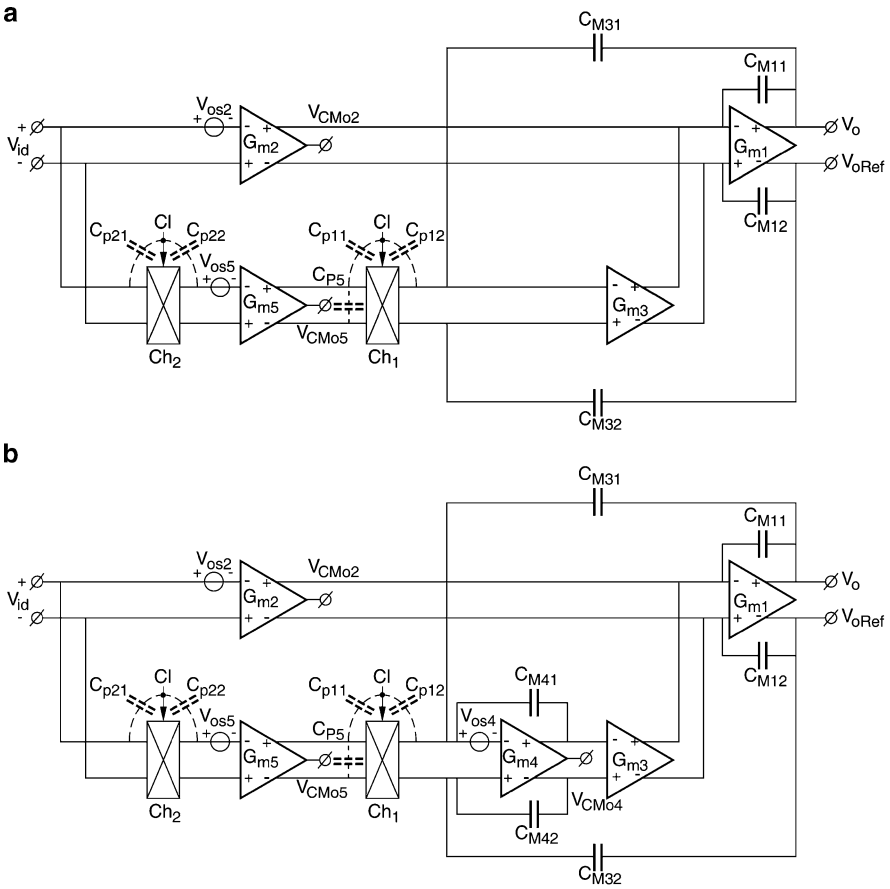 a
C_M31
C_M11
V_os2
+ -
V_CMo2
+
V_id
-
- +
G_m2
+ -
- +
G_m1
+ -
V_o
V_oRef
C_M12
C_p21
Cl
C_p22
V_os5
+ -
C_p11
Cl
C_p12
C_P5
- +
G_m5
+ -
V_CMo5
- +
G_m3
+ -
Ch_2
Ch_1
C_M32
b
C_M31
C_M11
V_os2
+ -
V_CMo2
+
V_id
-
- +
G_m2
+ -
- +
G_m1
+ -
V_o
V_oRef
C_M12
C_p21
Cl
C_p22
V_os5
+ -
C_p11
Cl
C_p12
C_M41
V_os4
+ -
C_P5
- +
G_m5
+ -
V_CMo5
- +
G_m4
+ -
- +
G_m3
+ -
V_CMo4
Ch_2
Ch_1
C_M42
C_M32